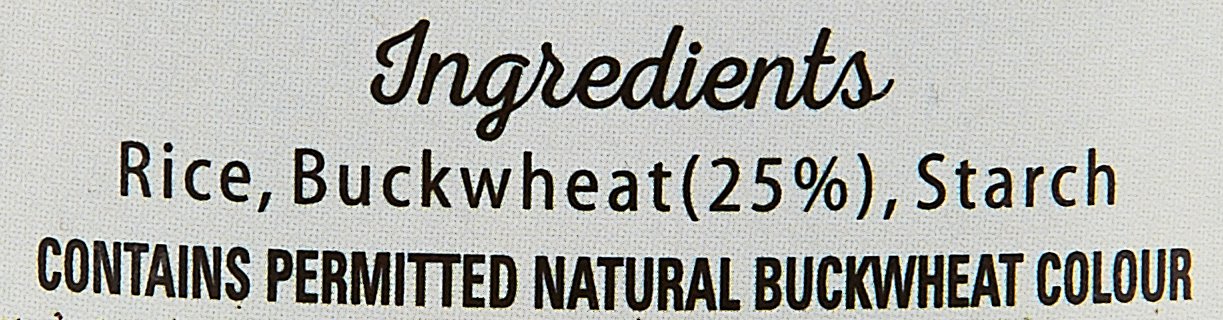 Ingredients
Rice, Buckwheat(25%), Starch
CONTAINS PERMITTED NATURAL BUCKWHEAT COLOUR